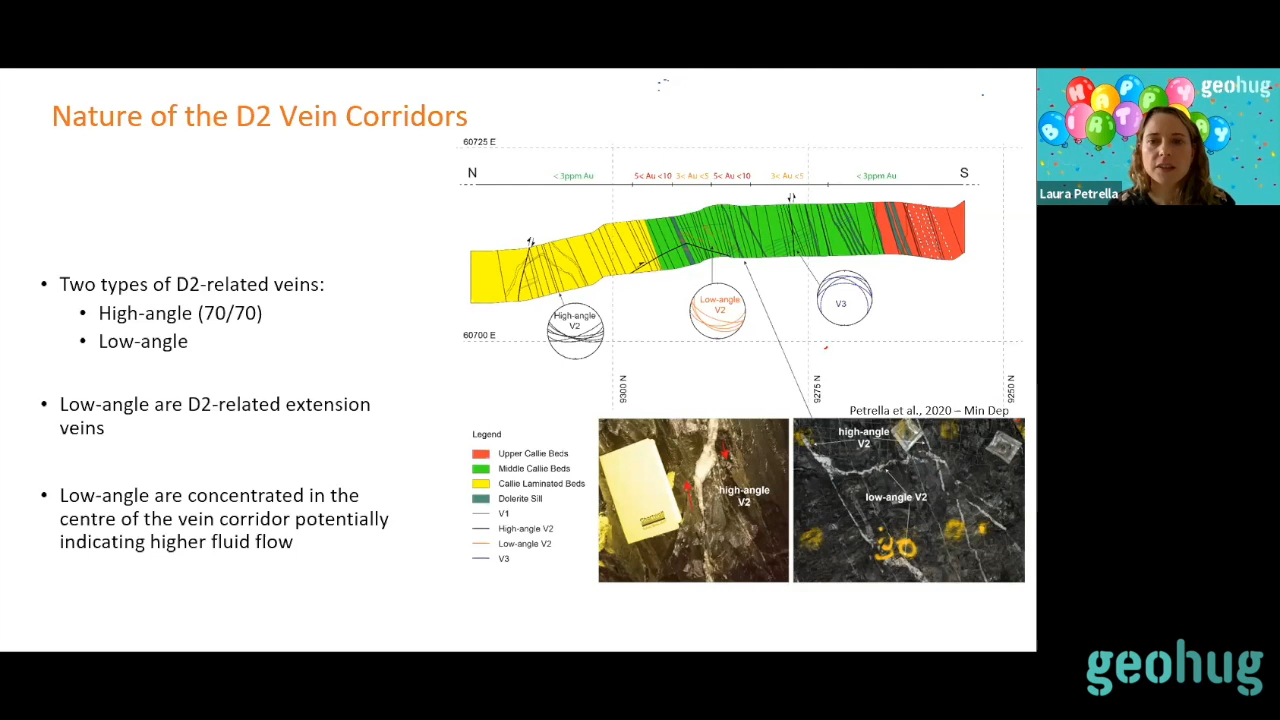 Nature of the D2 Vein Corridors
• Two types of D2-related veins:
• High-angle (70/70)
• Low-angle
• Low-angle are D2-related extension
veins
• Low-angle are concentrated in the
centre of the vein corridor potentially
indicating higher fluid flow
60725 E
N
< 3ppm Au
5< Au <10
3< Au <5
5< Au <10
3< Au <5
< 3ppm Au
S
High-angle
V2
Low-angle
V2
V3
60700 E
9300 N
9275 N
9250 N
Petrella et al., 2020 – Min Dep
Legend
Upper Callie Beds
Middle Callie Beds
Callie Laminated Beds
Dolerite Sill
V1
High-angle V2
Low-angle V2
V3
high-angle
V2
high-angle
V2
low-angle V2
geohug
HAPPY
BIRTAY
Laura Petrella
geohug